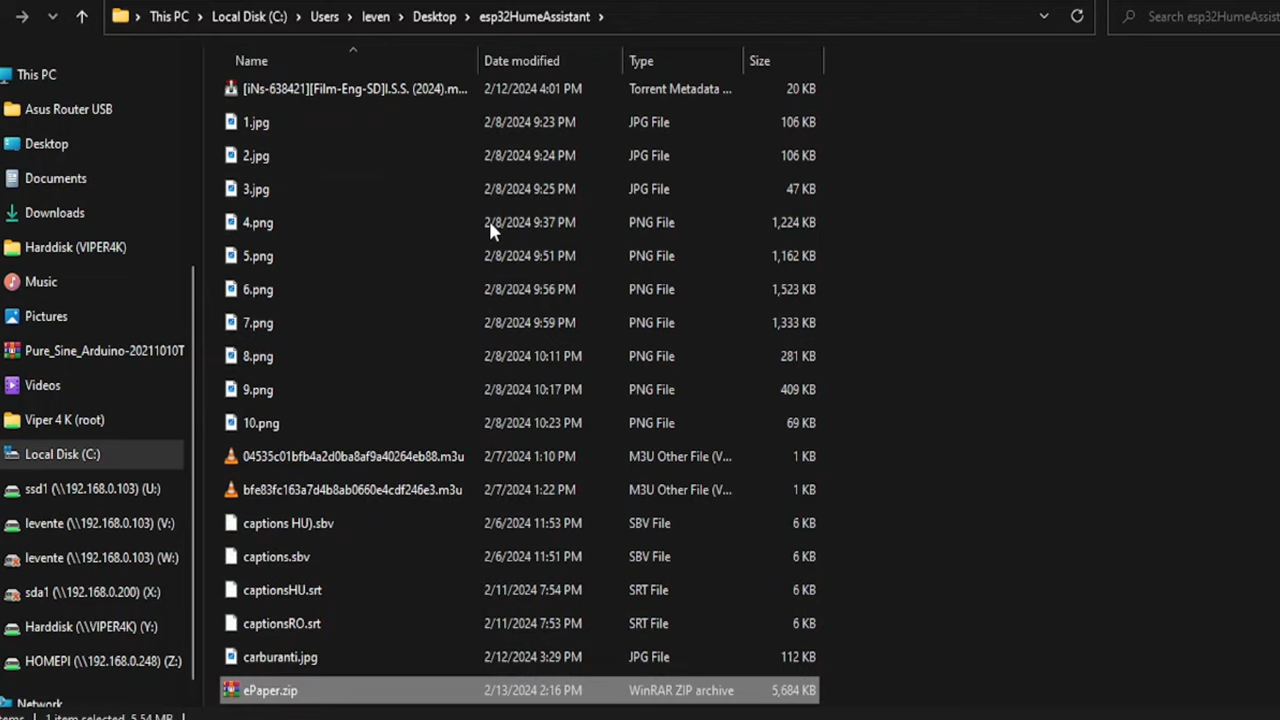 This PC > Local Disk (C:) > Users > leven > Desktop > esp32HumeAssistant >
Search esp32HumeAssist
Name Date modified Type Size
This PC
Asus Router USB
Desktop
Documents
Downloads
Harddisk (VIPER4K)
Music
Pictures
Pure_Sine_Arduino-20211010T
Videos
Viper 4 K (root)
Local Disk (C:)
ssd1 (\\192.168.0.103) (U:)
levente (\\192.168.0.103) (V:)
levente (\\192.168.0.103) (W:)
sda1 (\\192.168.0.200) (X:)
Harddisk (\\VIPER4K) (Y:)
HOMEPI (\\192.168.0.248) (Z:)
Network
[iNs-638421][Film-Eng-SD]I.S.S. (2024).m... 2/12/2024 4:01 PM Torrent Metadata ... 20 KB
1.jpg 2/8/2024 9:23 PM JPG File 106 KB
2.jpg 2/8/2024 9:24 PM JPG File 106 KB
3.jpg 2/8/2024 9:25 PM JPG File 47 KB
4.png 2/8/2024 9:37 PM PNG File 1,224 KB
5.png 2/8/2024 9:51 PM PNG File 1,162 KB
6.png 2/8/2024 9:56 PM PNG File 1,523 KB
7.png 2/8/2024 9:59 PM PNG File 1,333 KB
8.png 2/8/2024 10:11 PM PNG File 281 KB
9.png 2/8/2024 10:17 PM PNG File 409 KB
10.png 2/8/2024 10:23 PM PNG File 69 KB
04535c01bfb4a2d0ba8af9a40264eb88.m3u 2/7/2024 1:10 PM M3U Other File (V... 1 KB
bfe83fc163a7d4b8ab0660e4cdf246e3.m3u 2/7/2024 1:22 PM M3U Other File (V... 1 KB
captions HU).sbv 2/6/2024 11:53 PM SBV File 6 KB
captions.sbv 2/6/2024 11:51 PM SBV File 6 KB
captionsHU.srt 2/11/2024 7:54 PM SRT File 6 KB
captionsRO.srt 2/11/2024 7:53 PM SRT File 6 KB
carburanti.jpg 2/12/2024 3:29 PM JPG File 112 KB
ePaper.zip 2/13/2024 2:16 PM WinRAR ZIP archive 5,684 KB
1 item selected 5.54 MB